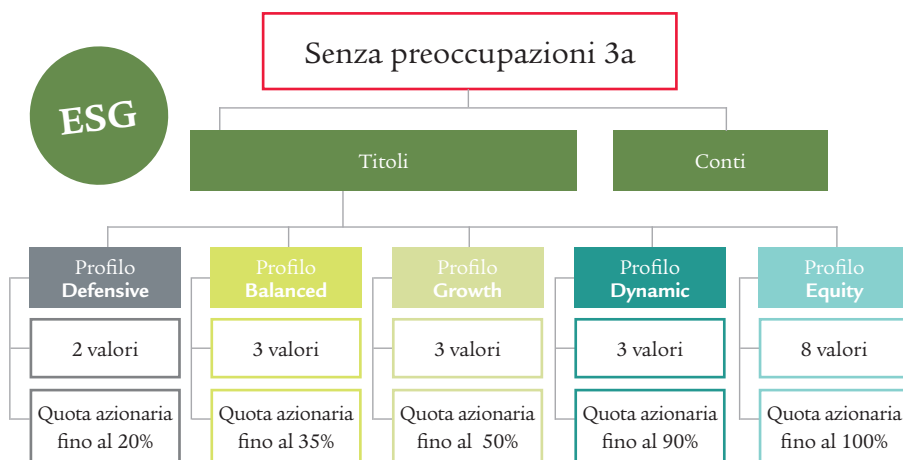 Senza preoccupazioni 3a
ESG
Titoli
Conti
Profilo
Defensive
Profilo
Balanced
Profilo
Growth
Profilo
Dynamic
Profilo
Equity
2 valori
3 valori
3 valori
3 valori
8 valori
Quota azionaria
fino al 20%
Quota azionaria
fino al 35%
Quota azionaria
fino al 50%
Quota azionaria
fino al 90%
Quota azionaria
fino al 100%